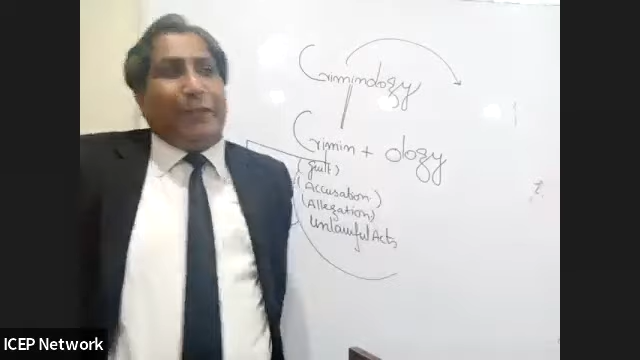 Criminology
Crimin + ology
(guilt)
(Accusation)
(Allegation)
Unlawful Acts
ICEP Network